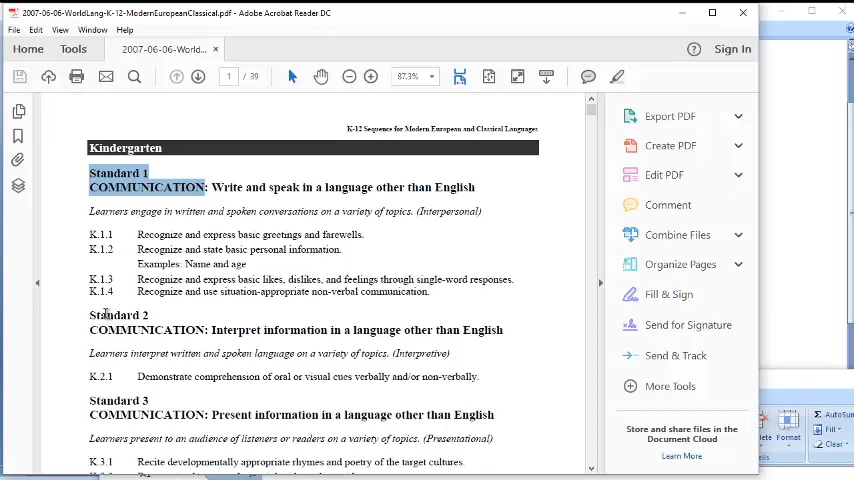 2007-06-06-WorldLang-K-12-ModernEuropeanClassical.pdf - Adobe Acrobat Reader DC
File Edit View Window Help
Home Tools 2007-06-06-World... × Sign In
1 / 39 87.3%
K-12 Sequence for Modern European and Classical Languages
Kindergarten
Standard 1
COMMUNICATION: Write and speak in a language other than English
Learners engage in written and spoken conversations on a variety of topics. (Interpersonal)
K.1.1 Recognize and express basic greetings and farewells.
K.1.2 Recognize and state basic personal information.
Examples: Name and age
K.1.3 Recognize and express basic likes, dislikes, and feelings through single-word responses.
K.1.4 Recognize and use situation-appropriate non-verbal communication.
Standard 2
COMMUNICATION: Interpret information in a language other than English
Learners interpret written and spoken language on a variety of topics. (Interpretive)
K.2.1 Demonstrate comprehension of oral or visual cues verbally and/or non-verbally.
Standard 3
COMMUNICATION: Present information in a language other than English
Learners present to an audience of listeners or readers on a variety of topics. (Presentational)
K.3.1 Recite developmentally appropriate rhymes and poetry of the target cultures.
Export PDF
Create PDF
Edit PDF
Comment
Combine Files
Organize Pages
Fill & Sign
Send for Signature
Send & Track
More Tools
Store and share files in the
Document Cloud
Learn More
AutoSum
Fill
Format
Clear